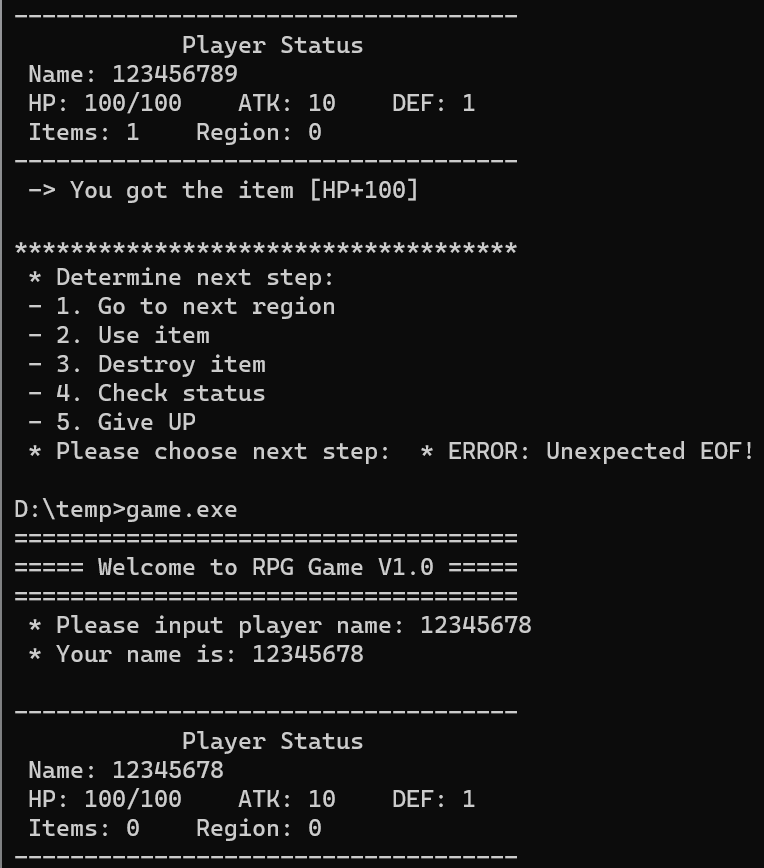 ------------------------------------
            Player Status
 Name: 123456789
 HP: 100/100    ATK: 10    DEF: 1
 Items: 1    Region: 0
------------------------------------
 -> You got the item [HP+100]

************************************
 * Determine next step:
 - 1. Go to next region
 - 2. Use item
 - 3. Destroy item
 - 4. Check status
 - 5. Give UP
 * Please choose next step:  * ERROR: Unexpected EOF!

D:\temp>game.exe
====================================
===== Welcome to RPG Game V1.0 =====
====================================
 * Please input player name: 12345678
 * Your name is: 12345678

------------------------------------
            Player Status
 Name: 12345678
 HP: 100/100    ATK: 10    DEF: 1
 Items: 0    Region: 0
------------------------------------